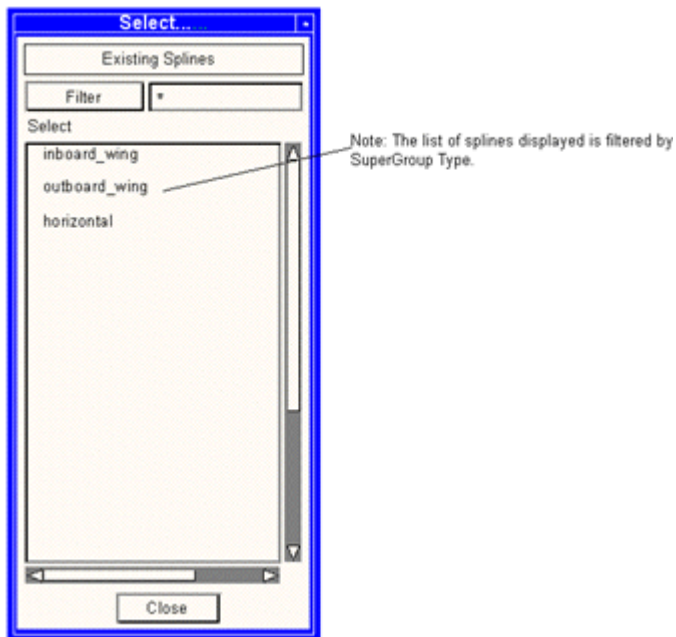 Select......
Existing Splines
Filter
*
Select
inboard_wing
outboard_wing
horizontal
Note: The list of splines displayed is filtered by
SuperGroup Type.
Close